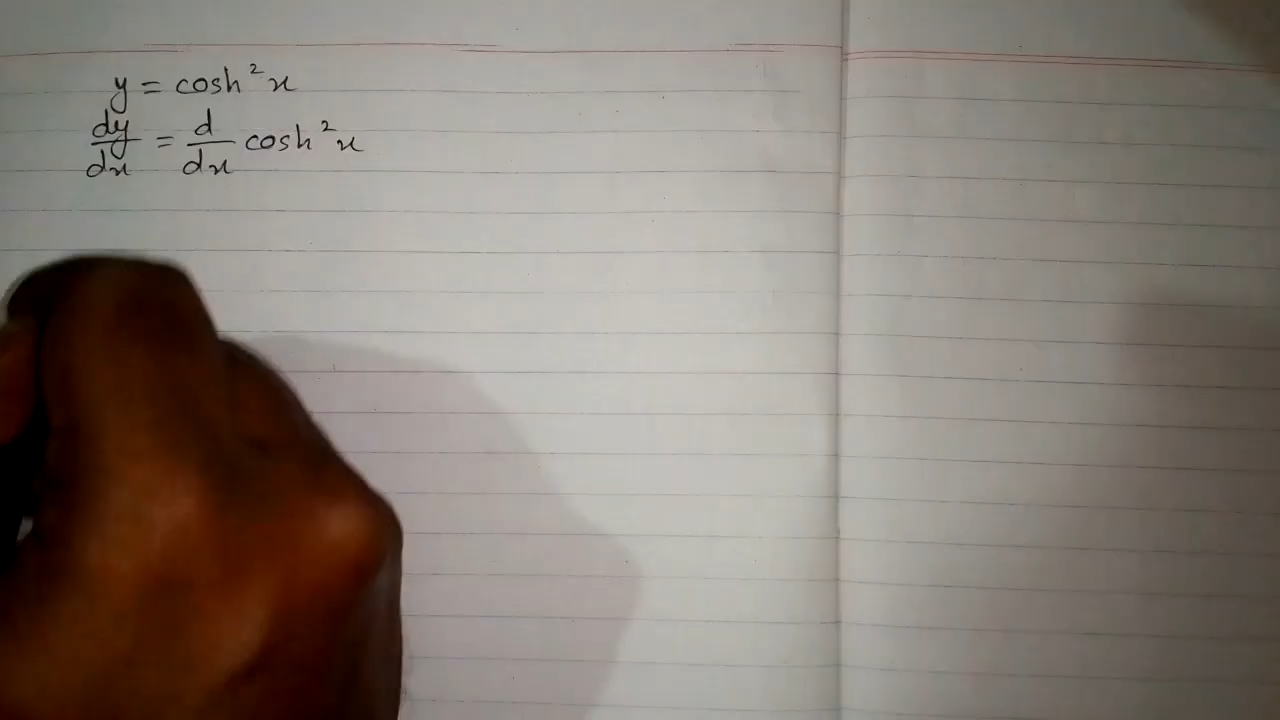 y = cosh²x
dy/dx = d/dx cosh²x